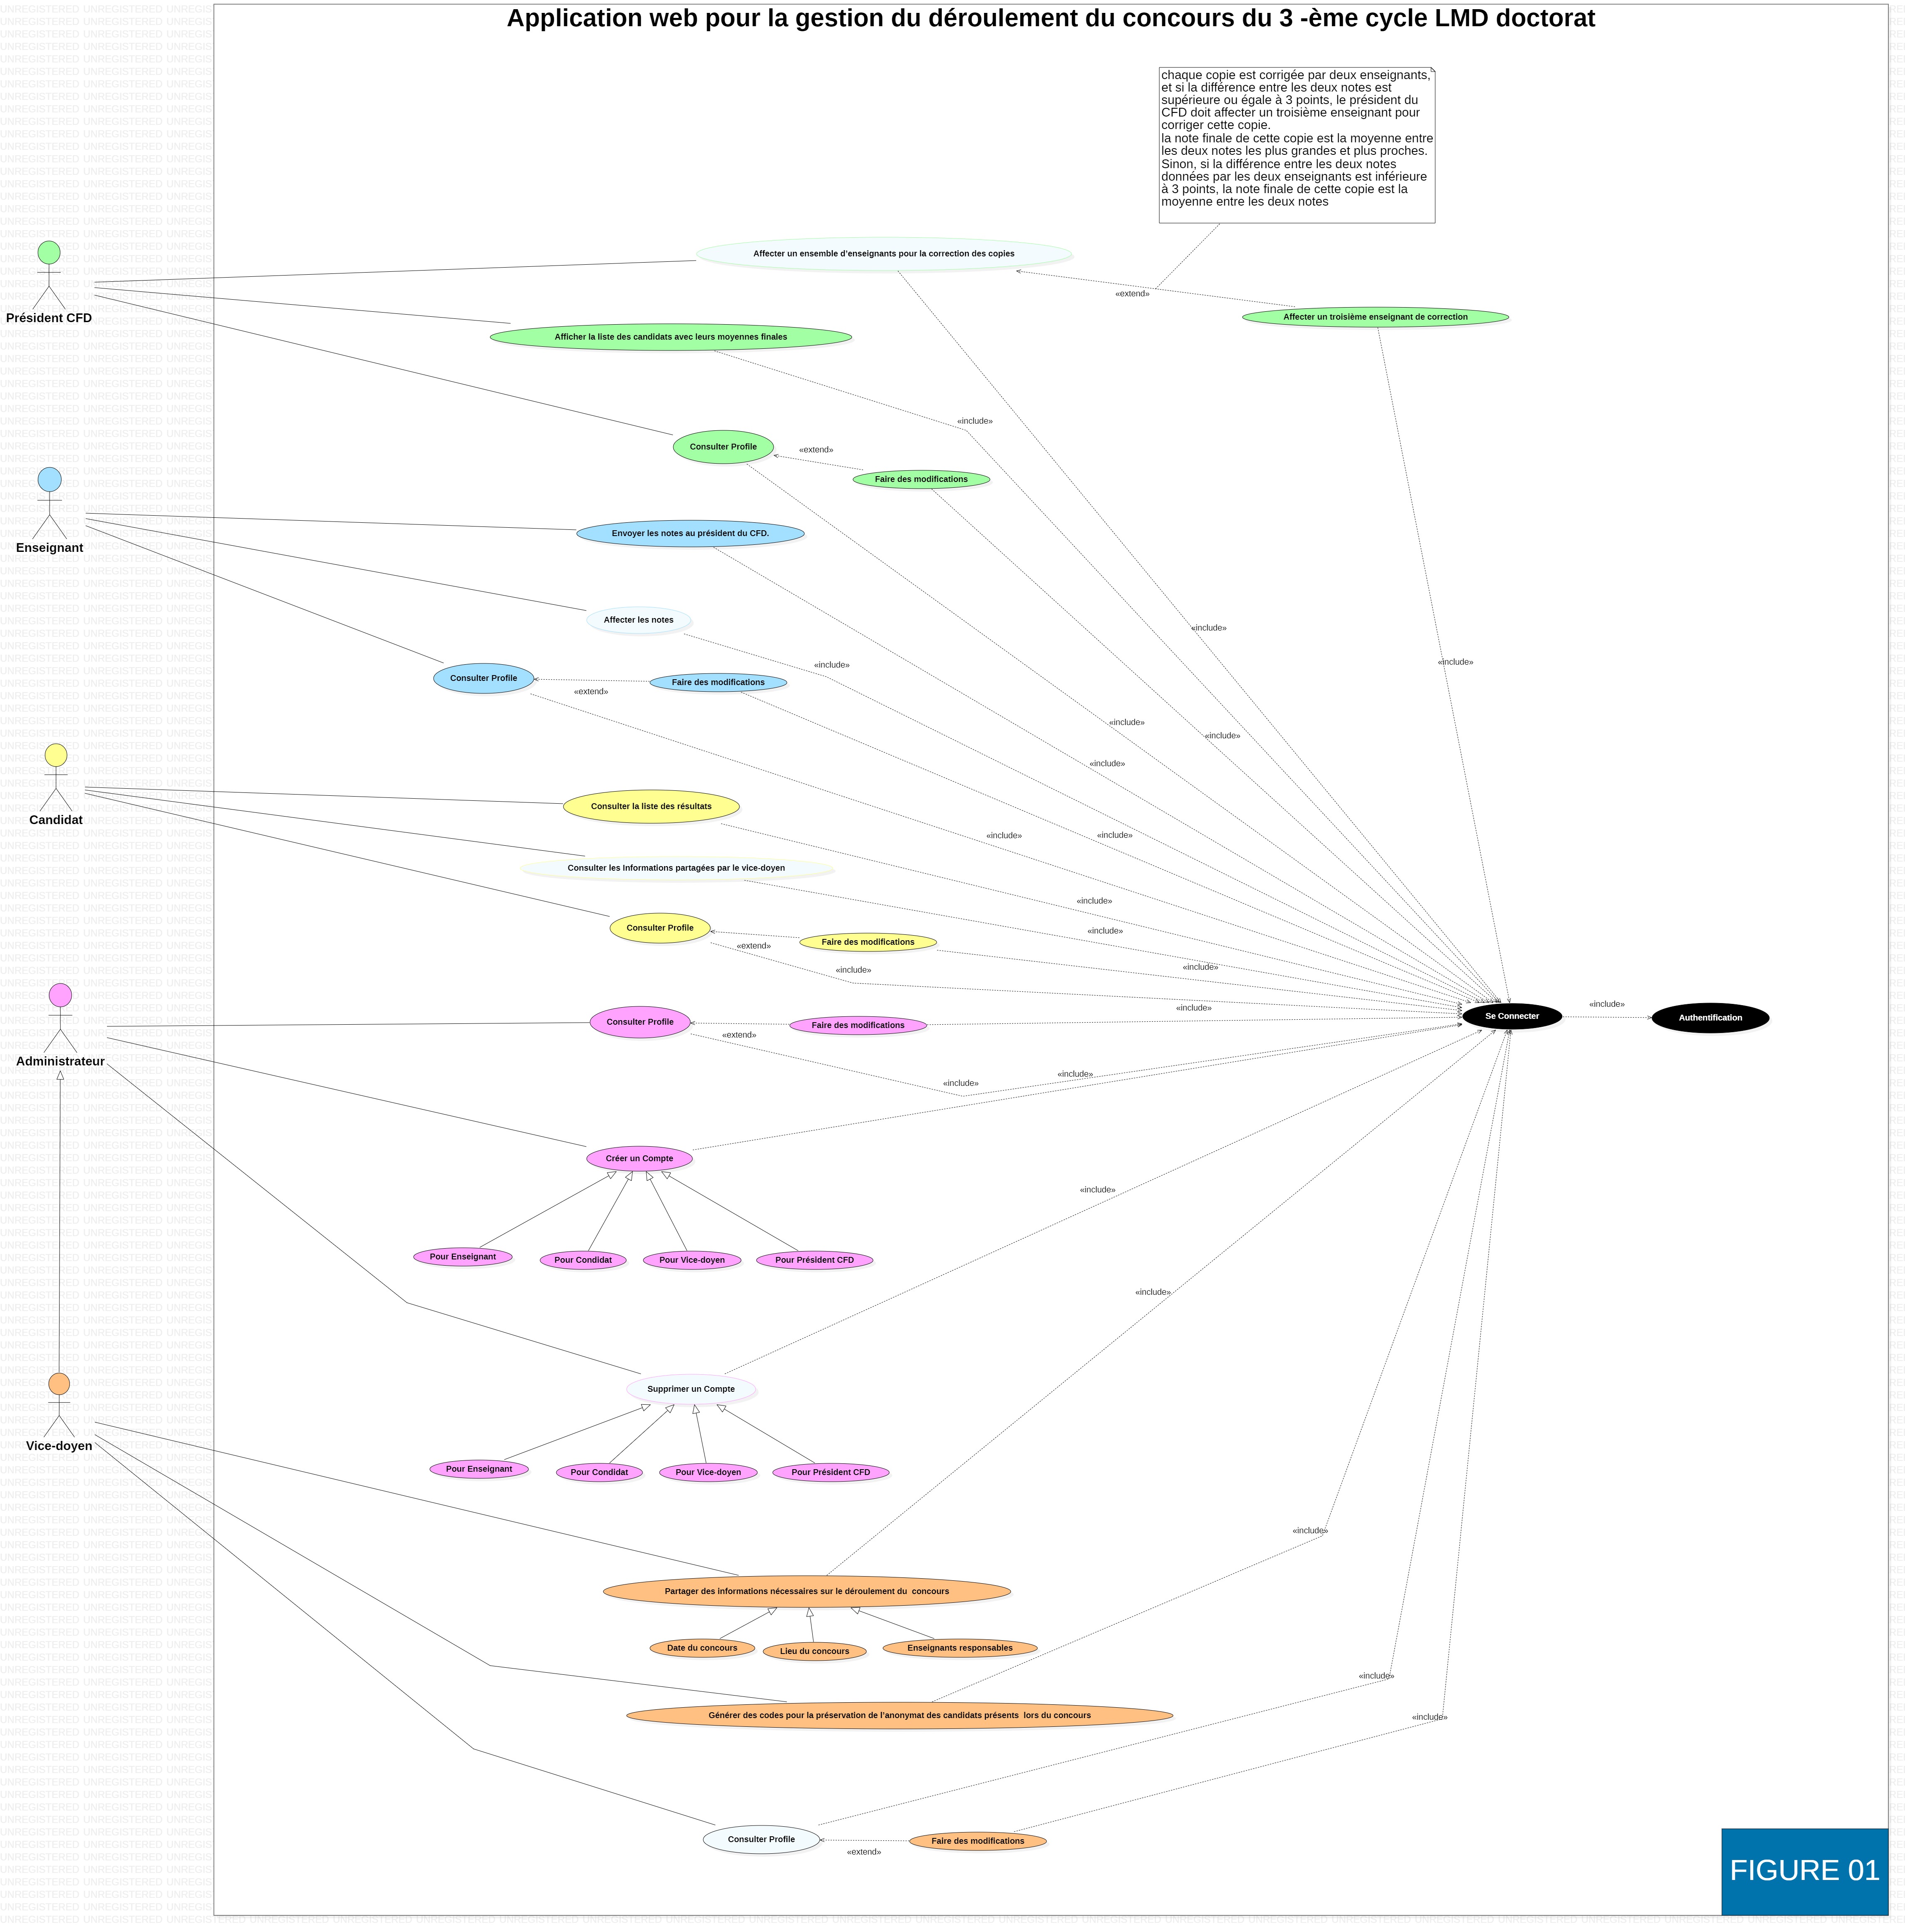 Application web pour la gestion du déroulement du concours du 3 -ème cycle LMD doctorat
chaque copie est corrigée par deux enseignants,
et si la différence entre les deux notes est
supérieure ou égale à 3 points, le président du
CFD doit affecter un troisième enseignant pour
corriger cette copie.
la note finale de cette copie est la moyenne entre
les deux notes les plus grandes et plus proches.
Sinon, si la différence entre les deux notes
données par les deux enseignants est inférieure
à 3 points, la note finale de cette copie est la
moyenne entre les deux notes
Affecter un ensemble d'enseignants pour la correction des copies
«extend»
Président CFD
Affecter un troisième enseignant de correction
Afficher la liste des candidats avec leurs moyennes finales
«include»
Consulter Profile
«extend»
Faire des modifications
Envoyer les notes au président du CFD.
Enseignant
Affecter les notes
«include»
«include»
«include»
Consulter Profile
«extend»
Faire des modifications
«include»
«include»
«include»
Consulter la liste des résultats
Candidat
«include»
«include»
Consulter les Informations partagées par le vice-doyen
«include»
Consulter Profile
«include»
«extend»
Faire des modifications
«include»
«include»
«include»
«include»
Consulter Profile
Faire des modifications
Se Connecter
Authentification
«extend»
Administrateur
«include»
«include»
Créer un Compte
«include»
Pour Enseignant
Pour Condidat
Pour Vice-doyen
Pour Président CFD
«include»
Supprimer un Compte
Vice-doyen
Pour Enseignant
Pour Condidat
Pour Vice-doyen
Pour Président CFD
«include»
Partager des informations nécessaires sur le déroulement du  concours
Date du concours
Lieu du concours
Enseignants responsables
«include»
Générer des codes pour la préservation de l'anonymat des candidats présents  lors du concours
«include»
Consulter Profile
«extend»
Faire des modifications
FIGURE 01